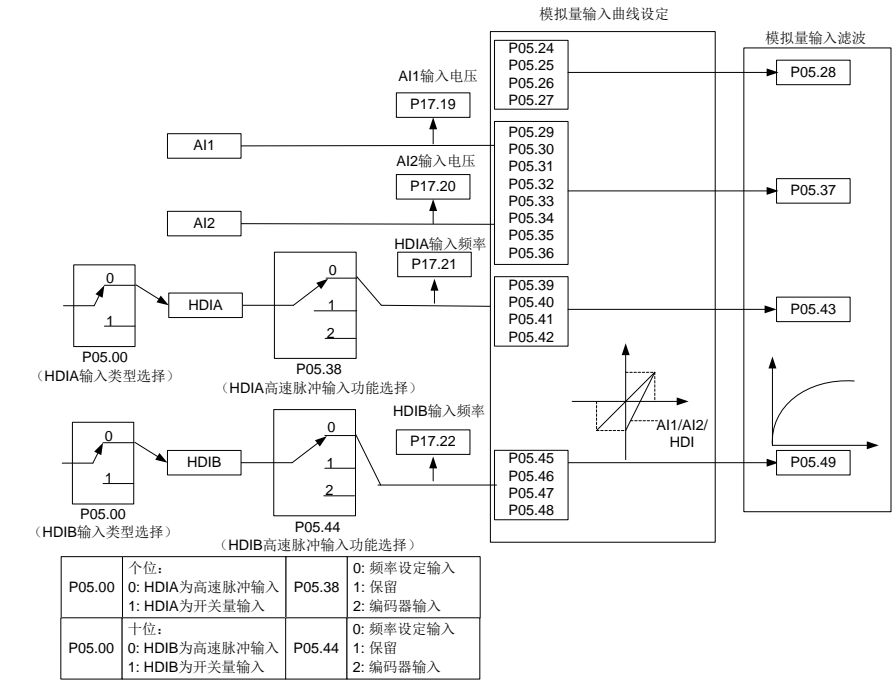 模拟量输入曲线设定
模拟量输入滤波
P05.24
P05.25
P05.26
P05.27
P05.28
AI1输入电压
P17.19
AI1
P05.29
P05.30
P05.31
P05.32
P05.33
P05.34
P05.35
P05.36
P05.37
AI2输入电压
P17.20
AI2
HDIA输入频率
P17.21
0
1
P05.00
（HDIA输入类型选择）
HDIA
0
1
2
P05.38
（HDIA高速脉冲输入功能选择）
P05.39
P05.40
P05.41
P05.42
P05.43
AI1/AI2/
HDI
HDIB输入频率
P17.22
0
1
P05.00
（HDIB输入类型选择）
HDIB
0
1
2
P05.44
（HDIB高速脉冲输入功能选择）
P05.45
P05.46
P05.47
P05.48
P05.49
P05.00
个位：
0: HDIA为高速脉冲输入
1: HDIA为开关量输入
P05.38
0: 频率设定输入
1: 保留
2: 编码器输入
P05.00
十位：
0: HDIB为高速脉冲输入
1: HDIB为开关量输入
P05.44
0: 频率设定输入
1: 保留
2: 编码器输入